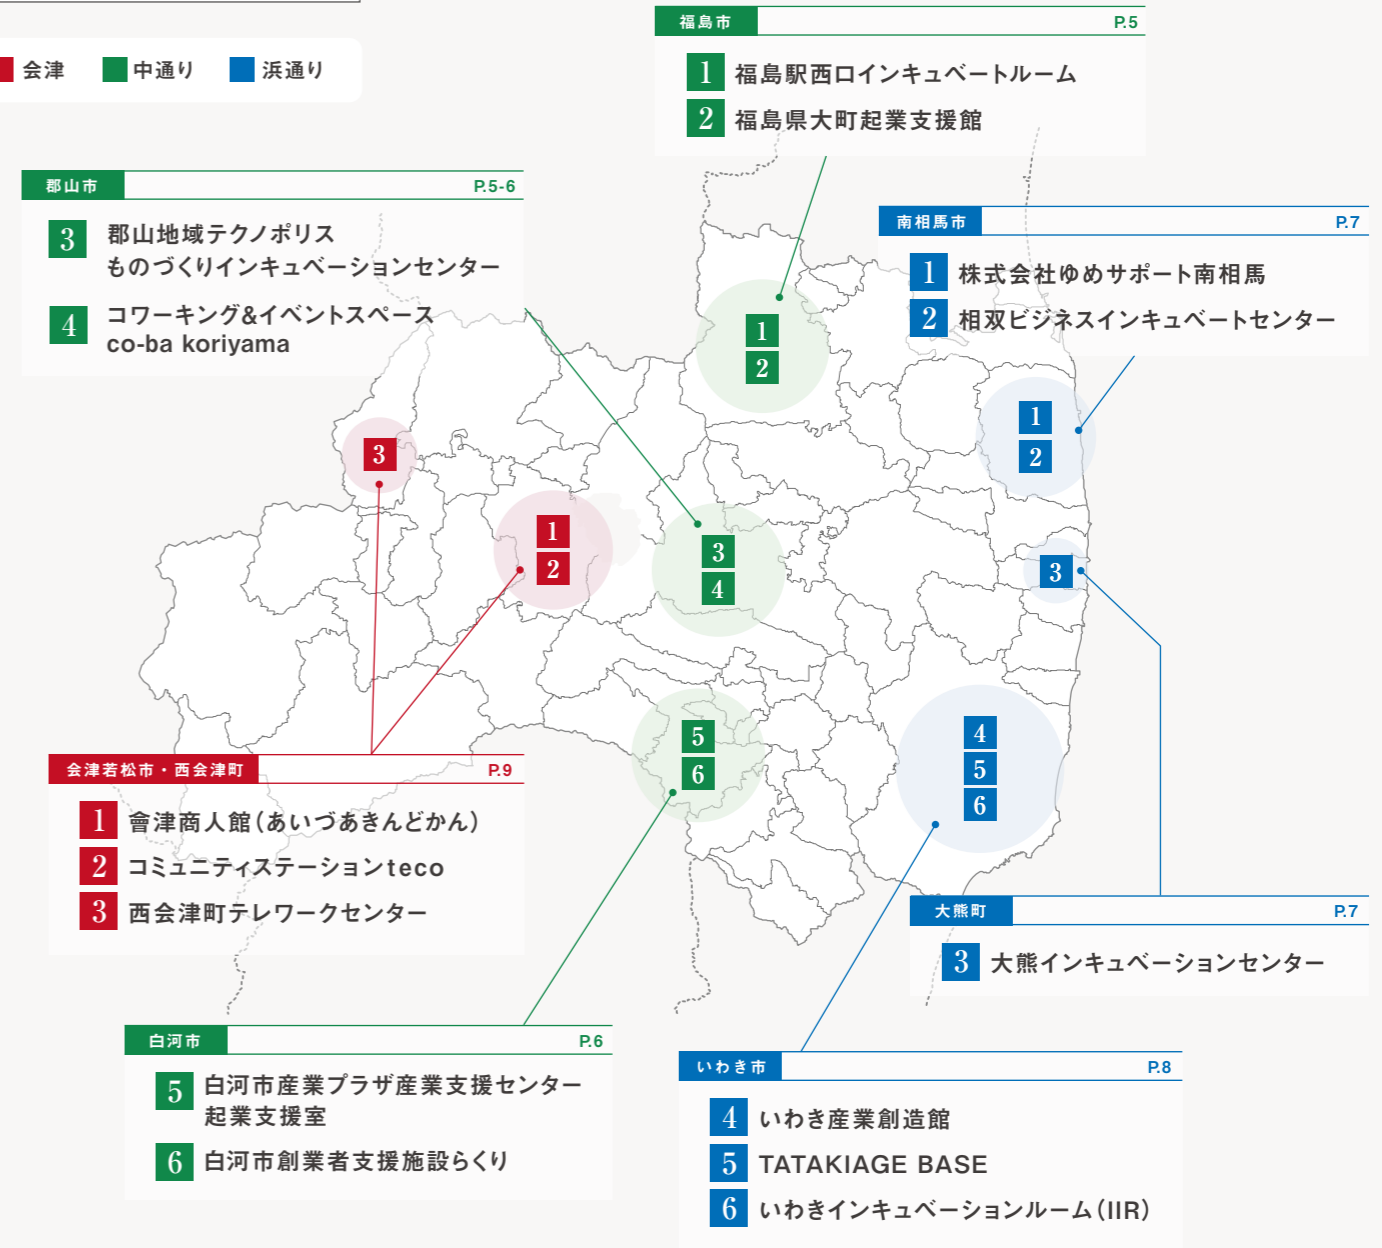 会津 中通り 浜通り
福島市 P.5
1 福島駅西口インキュベートルーム
2 福島県大町起業支援館
郡山市 P.5-6
3 郡山地域テクノポリス
ものづくりインキュベーションセンター
4 コワーキング&イベントスペース
co-ba koriyama
南相馬市 P.7
1 株式会社ゆめサポート南相馬
2 相双ビジネスインキュベートセンター
1
2
3
1
2
1
2
3
4
3
5
6
4
5
6
会津若松市・西会津町 P.9
1 會津商人館(あいづあきんどかん)
2 コミュニティステーションteco
3 西会津町テレワークセンター
大熊町 P.7
3 大熊インキュベーションセンター
白河市 P.6
5 白河市産業プラザ産業支援センター
起業支援室
6 白河市創業者支援施設らくり
いわき市 P.8
4 いわき産業創造館
5 TATAKIAGE BASE
6 いわきインキュベーションルーム(IIR)